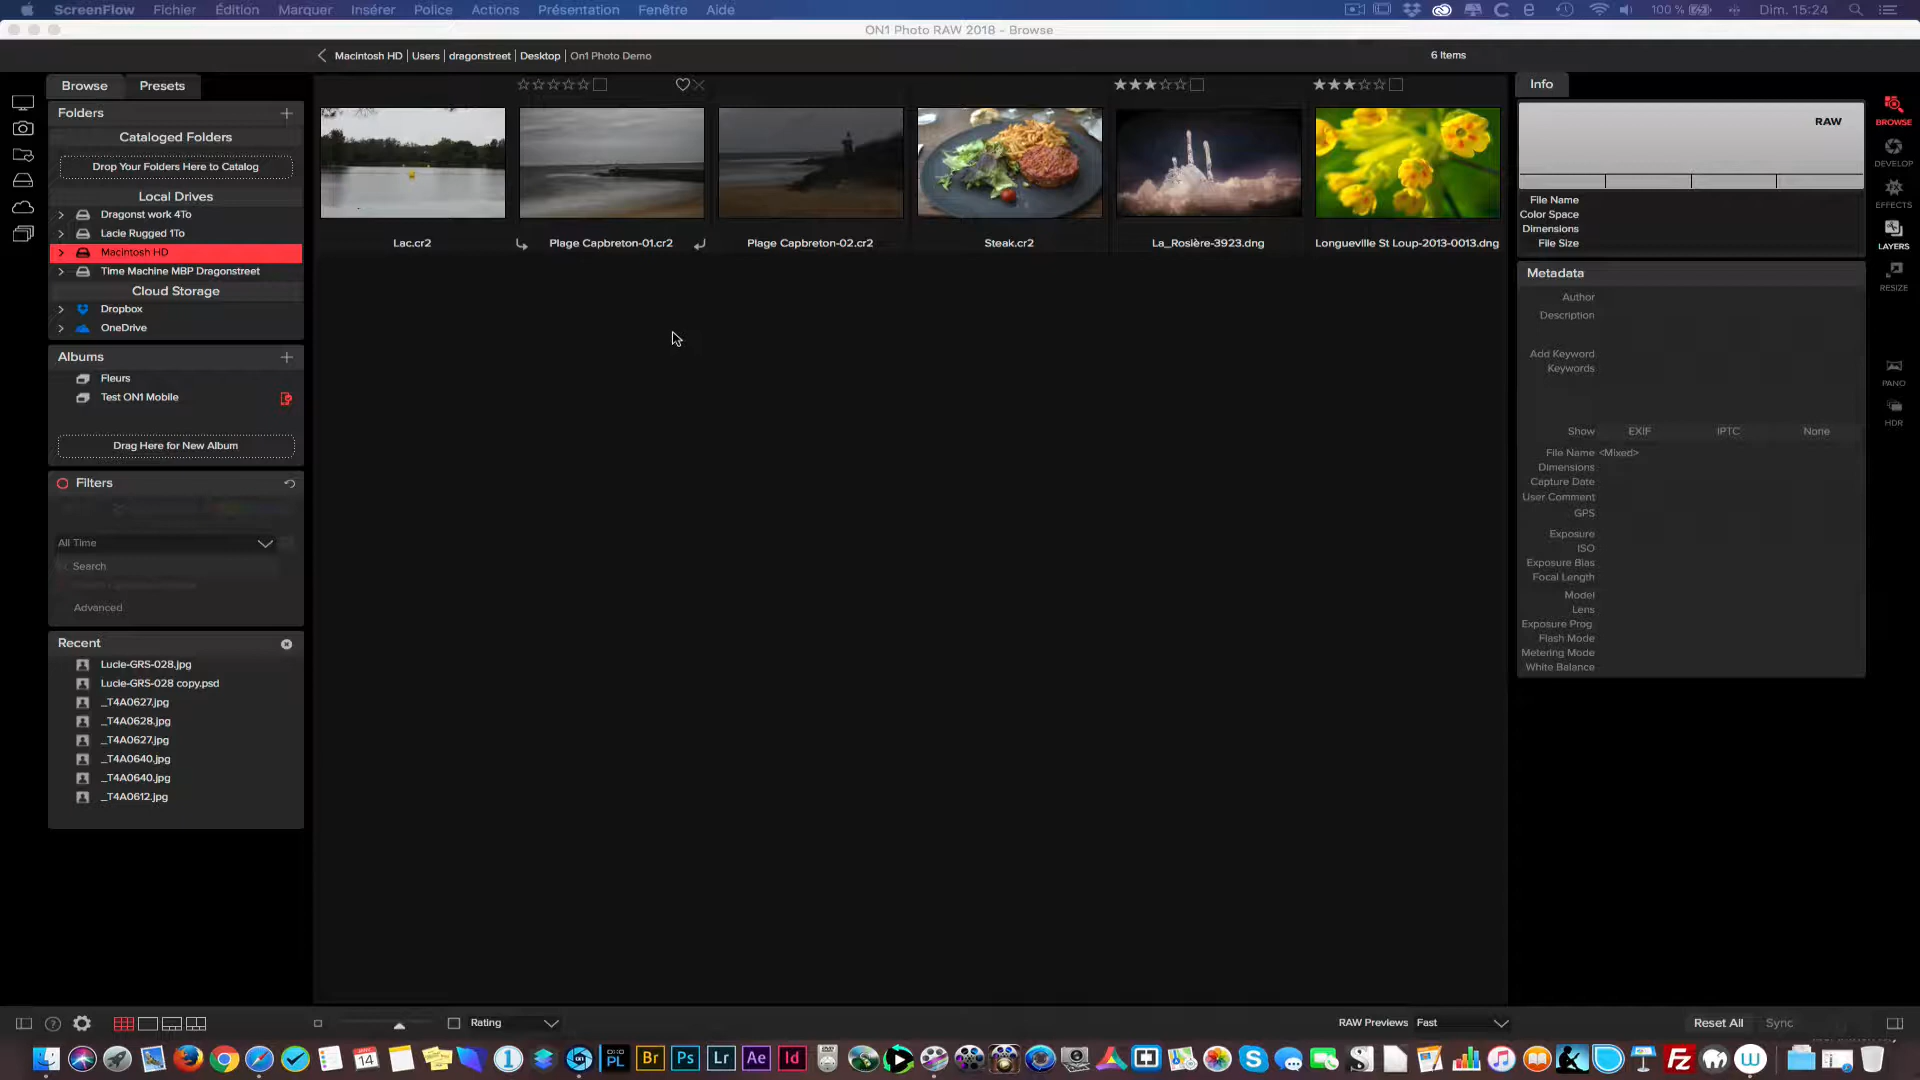 ScreenFlow Fichier Édition Marquer Insérer Police Actions Présentation Fenêtre Aide 100 % Dim. 15:24
ON1 Photo RAW 2018 - Browse
Macintosh HD | Users | dragonstreet | Desktop | On1 Photo Demo 6 Items
Browse Presets
Folders
Cataloged Folders
Drop Your Folders Here to Catalog
Local Drives
Dragonst work 4To
Lacie Rugged 1To
Macintosh HD
Time Machine MBP Dragonstreet
Cloud Storage
Dropbox
OneDrive
Albums
Fleurs
Test ON1 Mobile
Drag Here for New Album
Filters
All Time
Search
Advanced
Recent
Lucie-GRS-028.jpg
Lucie-GRS-028 copy.psd
_T4A0627.jpg
_T4A0628.jpg
_T4A0627.jpg
_T4A0640.jpg
_T4A0640.jpg
_T4A0612.jpg
Lac.cr2 Plage Capbreton-01.cr2 Plage Capbreton-02.cr2 Steak.cr2 La_Rosière-3923.dng Longueville St Loup-2013-0013.dng
Info
RAW
File Name
Color Space
Dimensions
File Size
Metadata
Author
Description
Add Keyword
Keywords
Show EXIF IPTC None
File Name <Mixed>
Dimensions
Capture Date
User Comment
GPS
Exposure
ISO
Exposure Bias
Focal Length
Model
Lens
Exposure Prog
Flash Mode
Metering Mode
White Balance
BROWSE
DEVELOP
EFFECTS
LAYERS
RESIZE
PANO
HDR
Rating RAW Previews Fast Reset All Sync
14 1 PL Br Ps Lr Ae Id